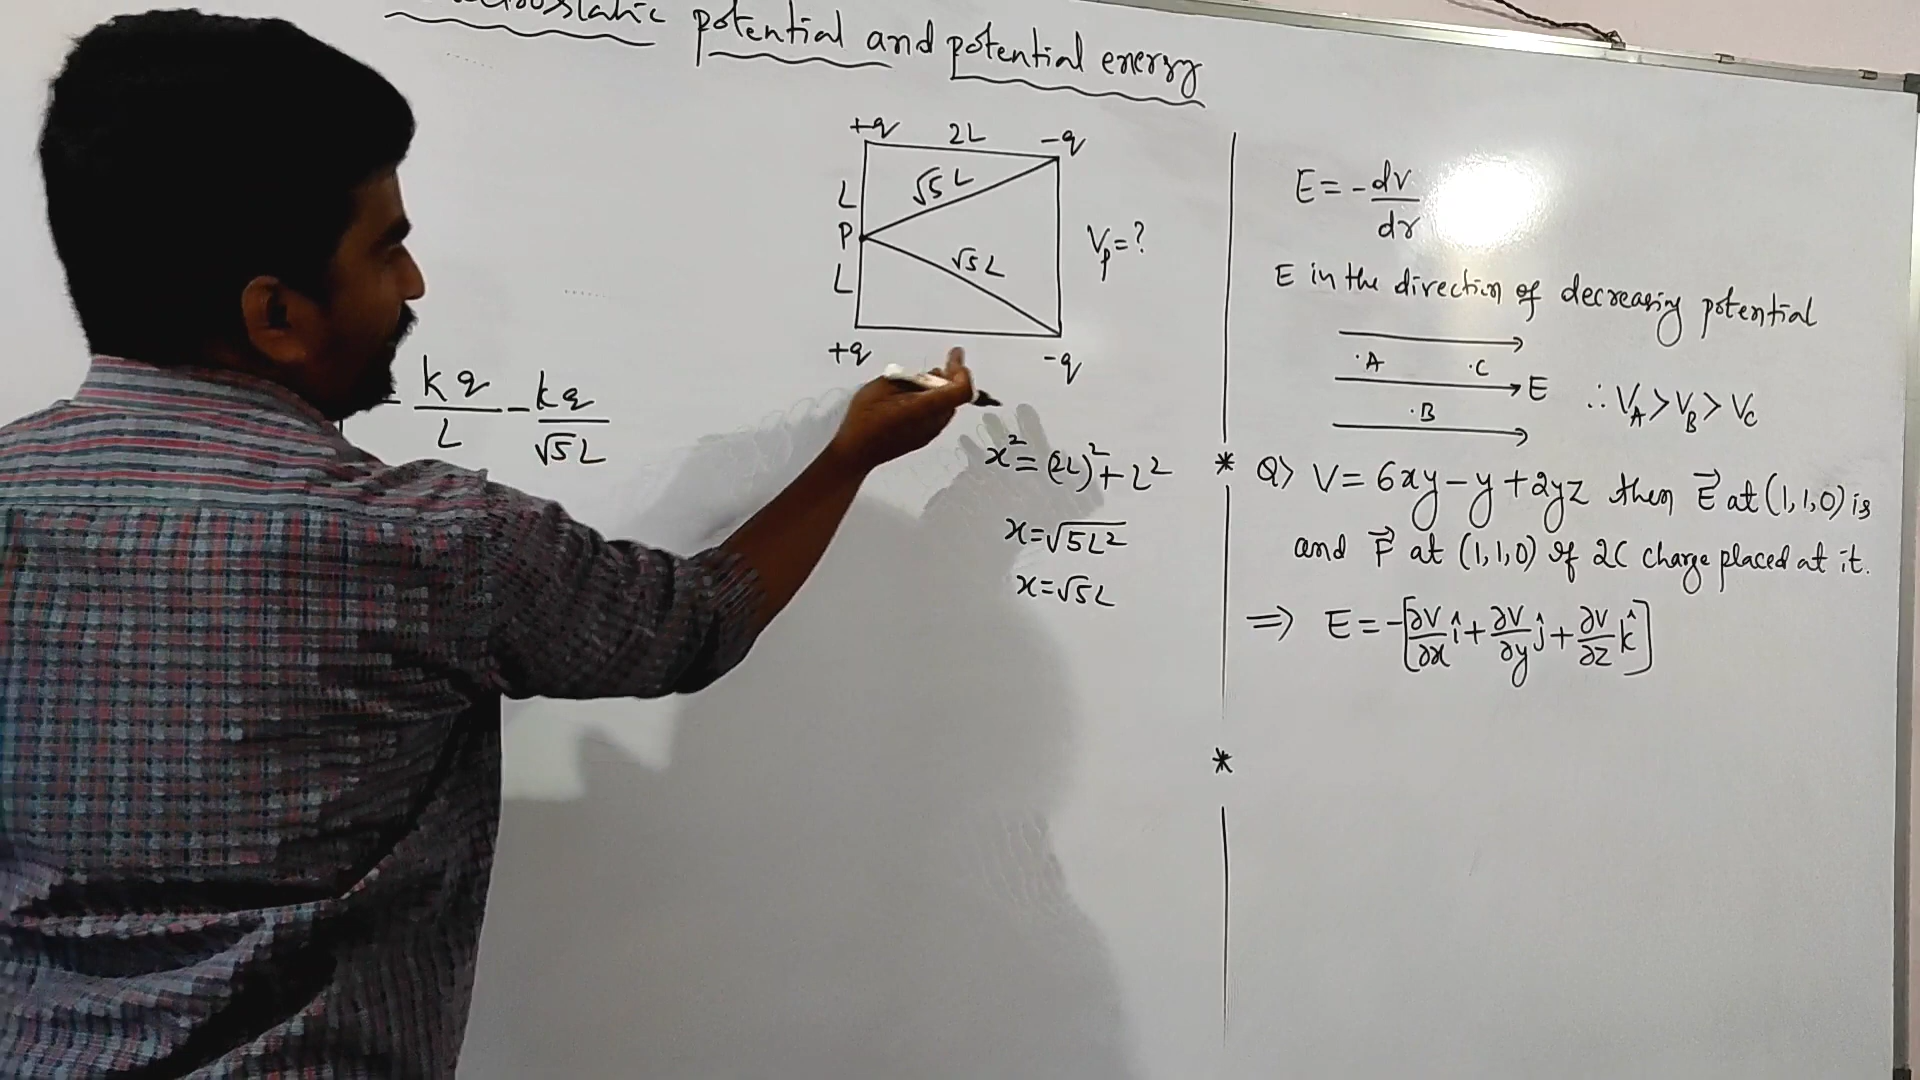 potential and potential energy
+q 2L -q
L √5 L
P
L √5 L
Vp=?
+q -q
kq/L - kq/√5L
x² = (2L)² + L²
x = √5L²
x = √5L
E = - dv/dr
E in the direction of decreasing potential
.A .C
E ∴ VA > VB > VC
.B
* Q> V = 6xy - y + 2yz then E⃗ at (1,1,0) is
and F⃗ at (1,1,0) if 2C charge placed at it.
⇒ E = -[∂V/∂x î + ∂V/∂y ĵ + ∂V/∂z k̂]
*